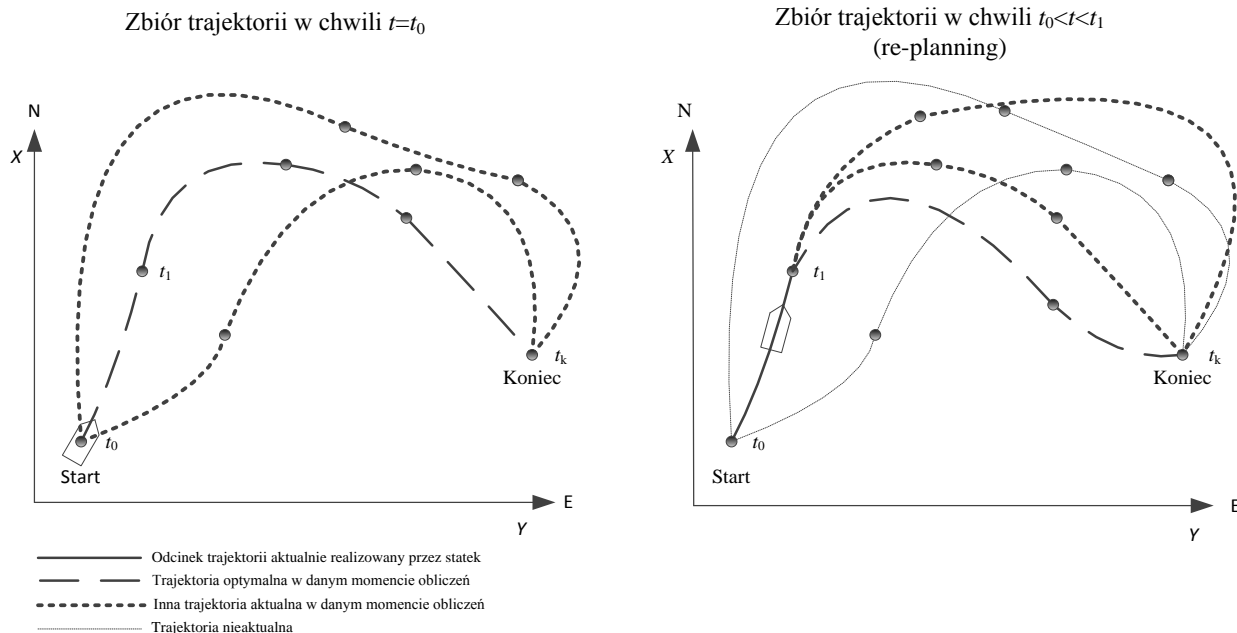 Zbiór trajektorii w chwili t=t0
Zbiór trajektorii w chwili t0<t<t1
(re-planning)
N
X
t1
tk
Koniec
t0
Start
E
Y
N
X
t1
tk
Koniec
t0
Start
E
Y
Odcinek trajektorii aktualnie realizowany przez statek
Trajektoria optymalna w danym momencie obliczeń
Inna trajektoria aktualna w danym momencie obliczeń
Trajektoria nieaktualna